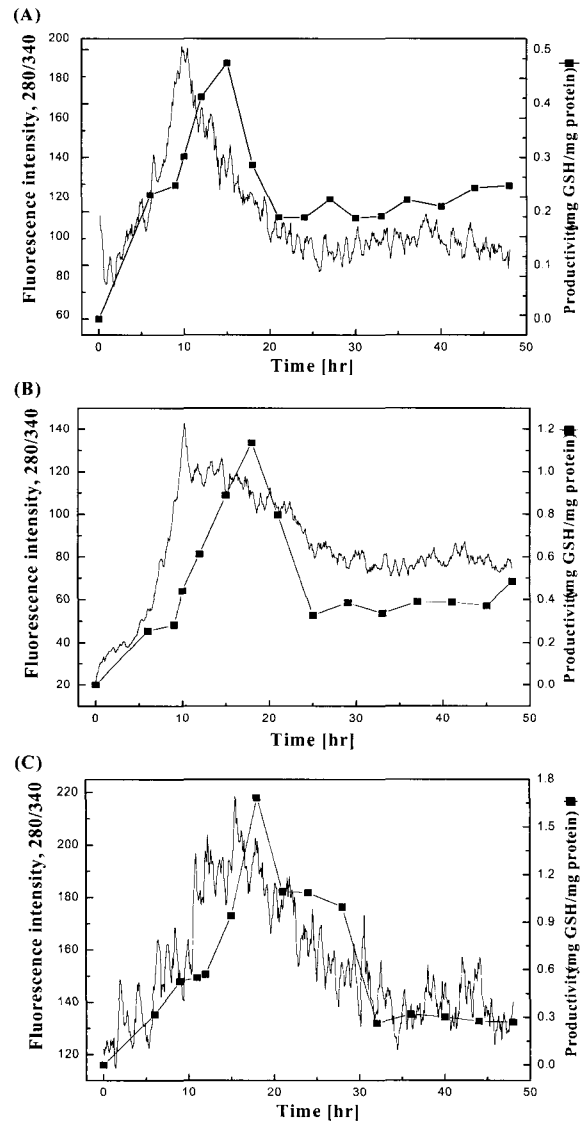 (A)
Fluorescence intensity, 280/340
200
180
160
140
120
100
80
60
0.5
0.4
0.3
0.2
0.1
0.0
Productivity(mg GSH/mg protein)
0 10 20 30 40 50
Time [hr]
(B)
Fluorescence intensity, 280/340
140
120
100
80
60
40
20
1.2
1.0
0.8
0.6
0.4
0.2
0.0
Productivity(mg GSH/mg protein)
0 10 20 30 40 50
Time [hr]
(C)
Fluorescence intensity, 280/340
220
200
180
160
140
120
1.8
1.5
1.2
0.9
0.6
0.3
0.0
Productivity(mg GSH/mg protein)
0 10 20 30 40 50
Time [hr]